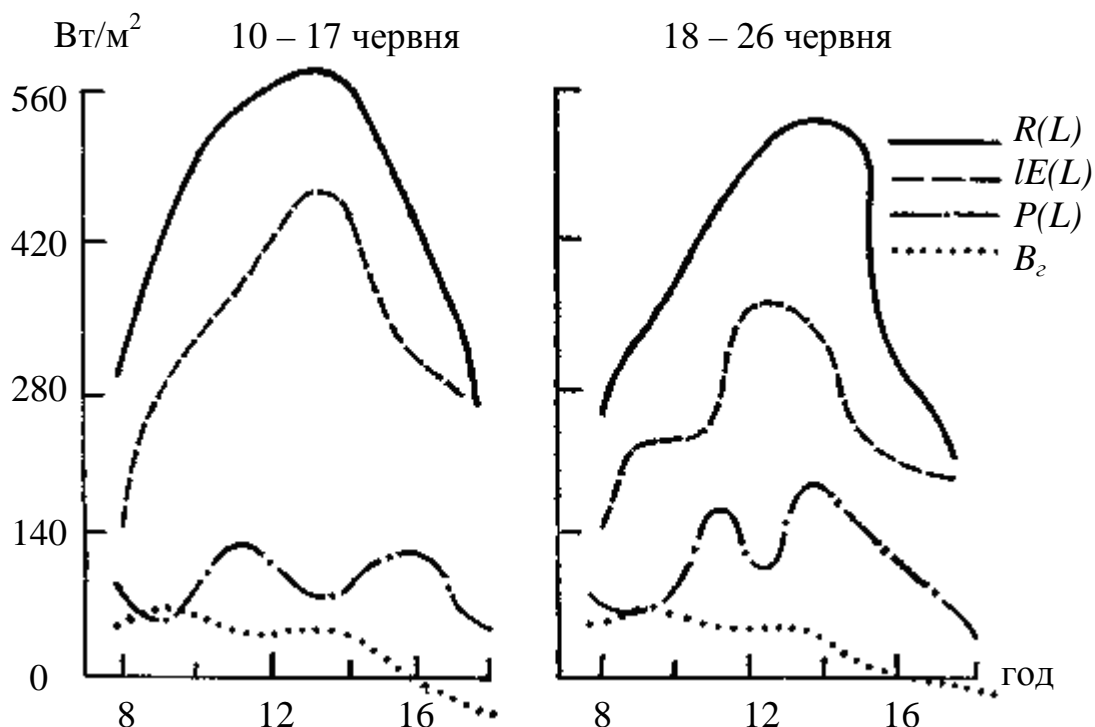 Вт/м²
10 – 17 червня
18 – 26 червня
560
420
280
140
0
R(L)
lE(L)
P(L)
Bг
год
8
12
16
8
12
16